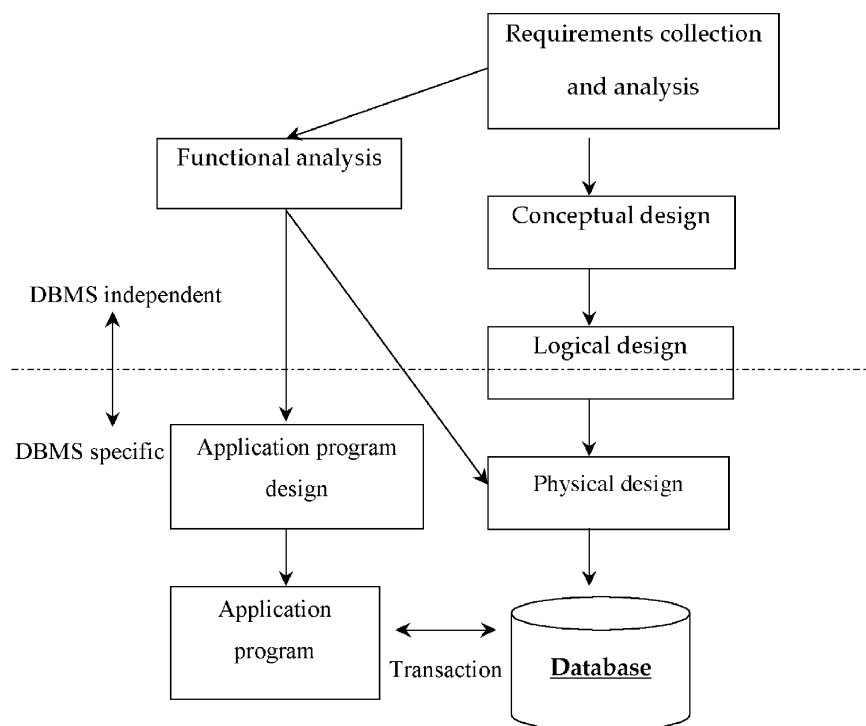 Requirements collection
and analysis
Functional analysis
Conceptual design
DBMS independent
Logical design
DBMS specific
Application program
design
Physical design
Application
program
Transaction
Database